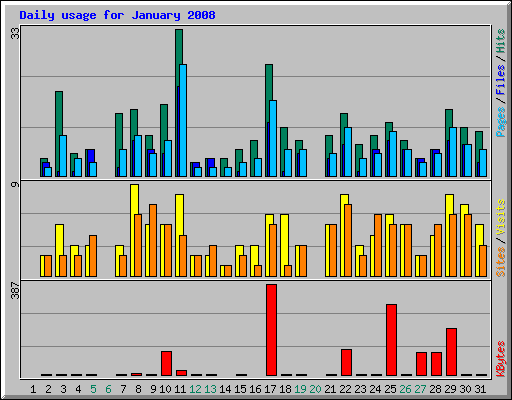 Daily usage for January 2008
33
Pages / Files / Hits
9
Sites / Visits
387
KBytes
1 2 3 4 5 6 7 8 9 10 11 12 13 14 15 16 17 18 19 20 21 22 23 24 25 26 27 28 29 30 31